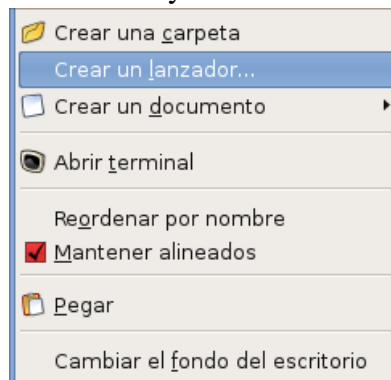 Crear una carpeta
Crear un lanzador...
Crear un documento
Abrir terminal
Reordenar por nombre
Mantener alineados
Pegar
Cambiar el fondo del escritorio